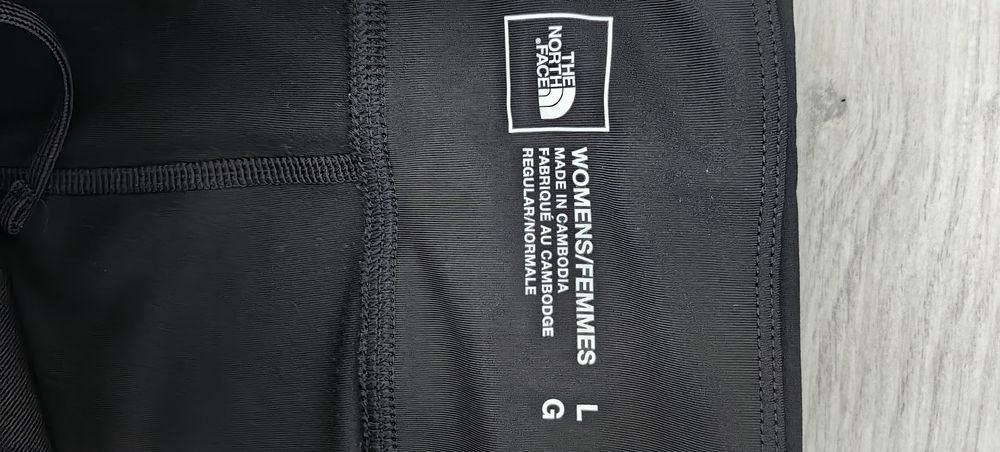 THE
NORTH
FACE®
WOMENS/FEMMES L
MADE IN CAMBODIA G
FABRIQUÉ AU CAMBODGE
REGULAR/NORMALE